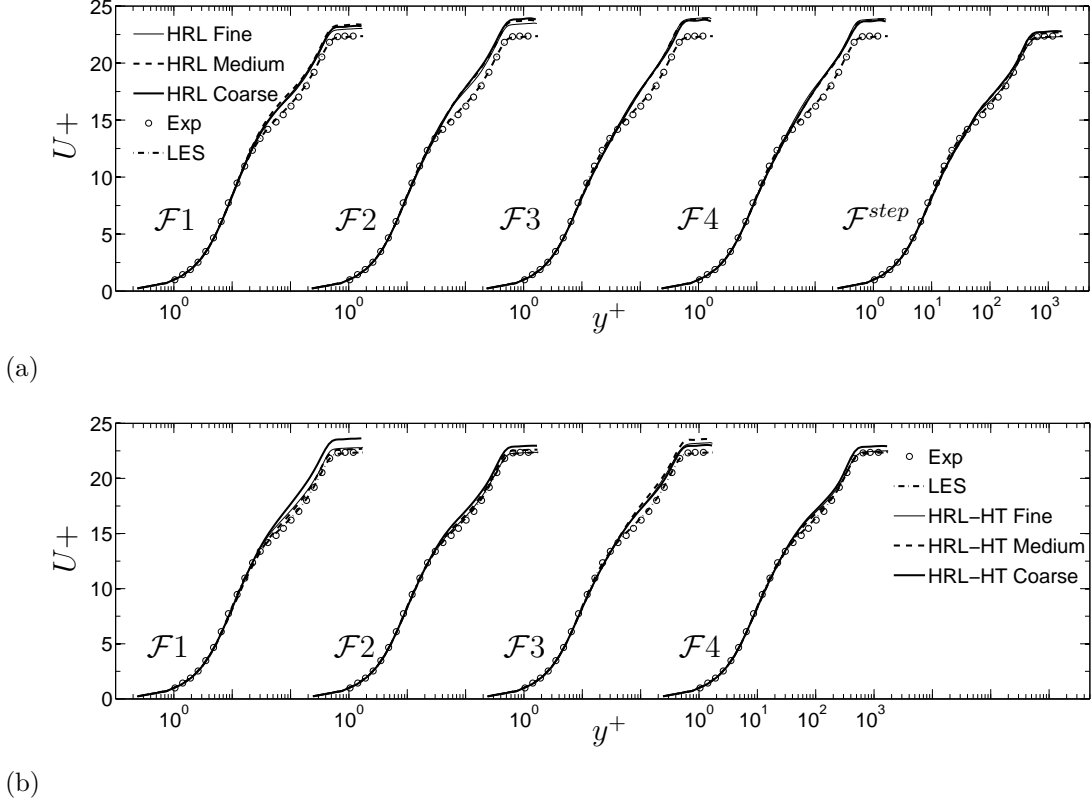 25
20
15
10
5
0
U+
HRL Fine
HRL Medium
HRL Coarse
Exp
LES
F1
F2
F3
F4
F^step
10^0
10^0
10^0
10^0
10^0
10^1
10^2
10^3
y^+
(a)
25
20
15
10
5
0
U+
Exp
LES
HRL−HT Fine
HRL−HT Medium
HRL−HT Coarse
F1
F2
F3
F4
10^0
10^0
10^0
10^0
10^1
10^2
10^3
y^+
(b)